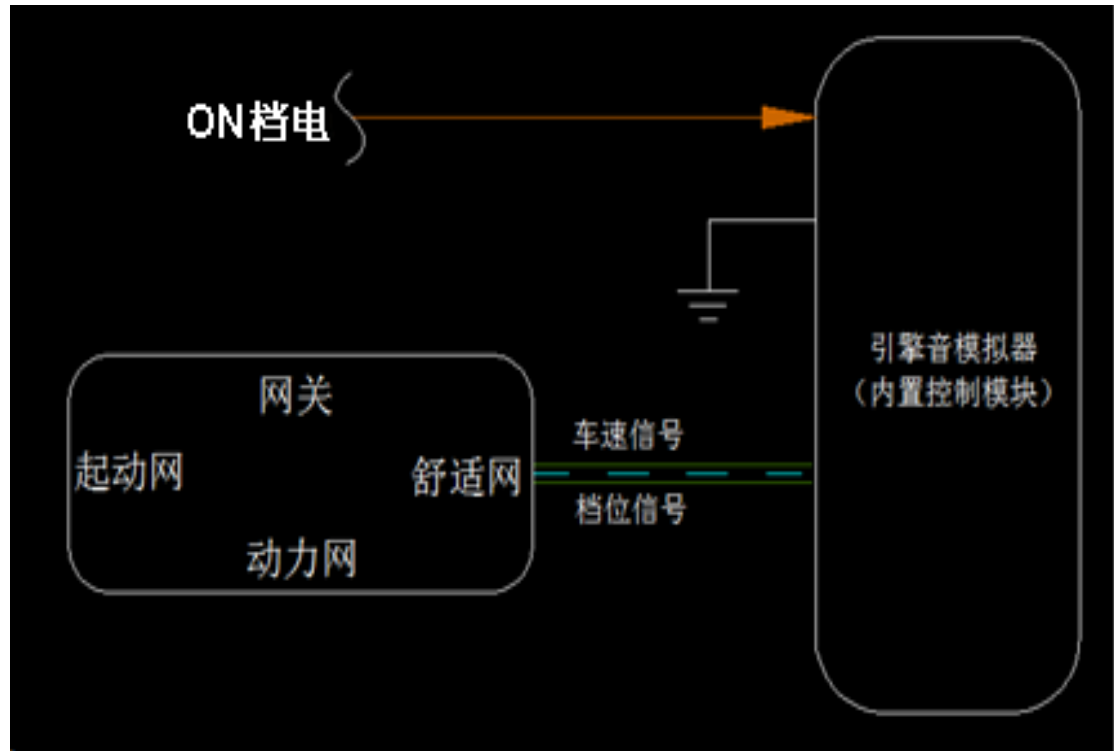 ON档电
引擎音模拟器
（内置控制模块）
网关
车速信号
起动网
舒适网
档位信号
动力网